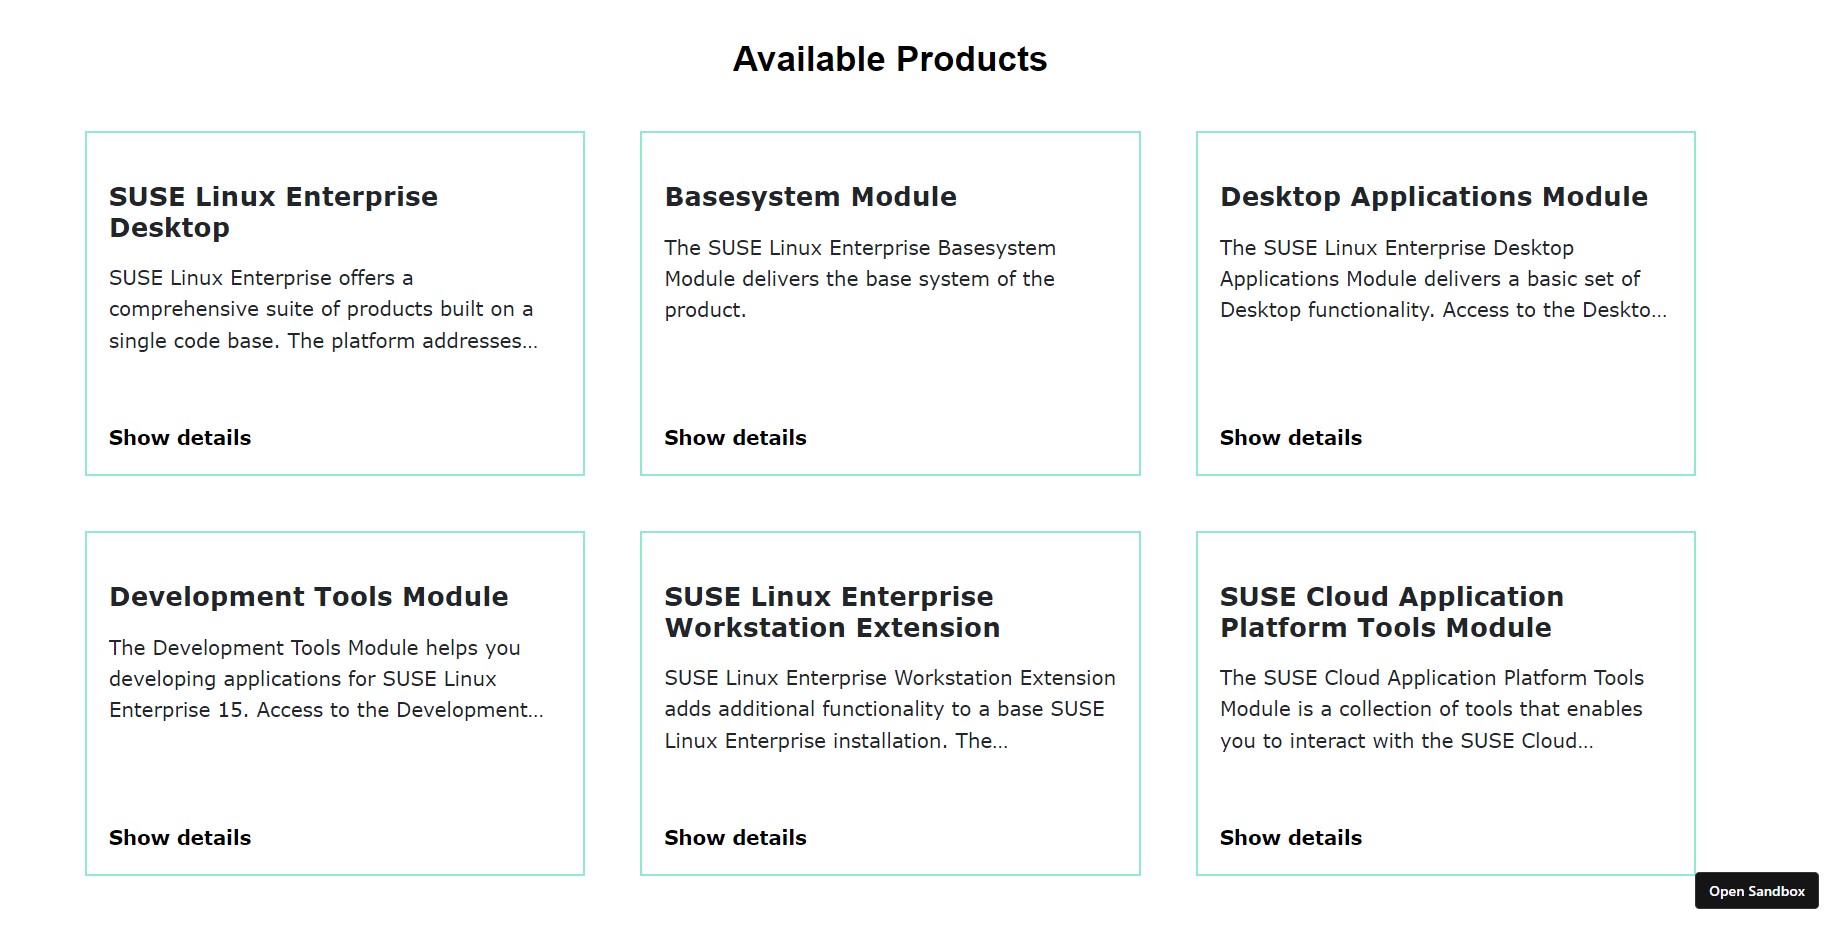 Available Products
SUSE Linux Enterprise
Desktop
SUSE Linux Enterprise offers a
comprehensive suite of products built on a
single code base. The platform addresses...
Show details
Basesystem Module
The SUSE Linux Enterprise Basesystem
Module delivers the base system of the
product.
Show details
Desktop Applications Module
The SUSE Linux Enterprise Desktop
Applications Module delivers a basic set of
Desktop functionality. Access to the Deskto...
Show details
Development Tools Module
The Development Tools Module helps you
developing applications for SUSE Linux
Enterprise 15. Access to the Development...
Show details
SUSE Linux Enterprise
Workstation Extension
SUSE Linux Enterprise Workstation Extension
adds additional functionality to a base SUSE
Linux Enterprise installation. The...
Show details
SUSE Cloud Application
Platform Tools Module
The SUSE Cloud Application Platform Tools
Module is a collection of tools that enables
you to interact with the SUSE Cloud...
Show details
Open Sandbox